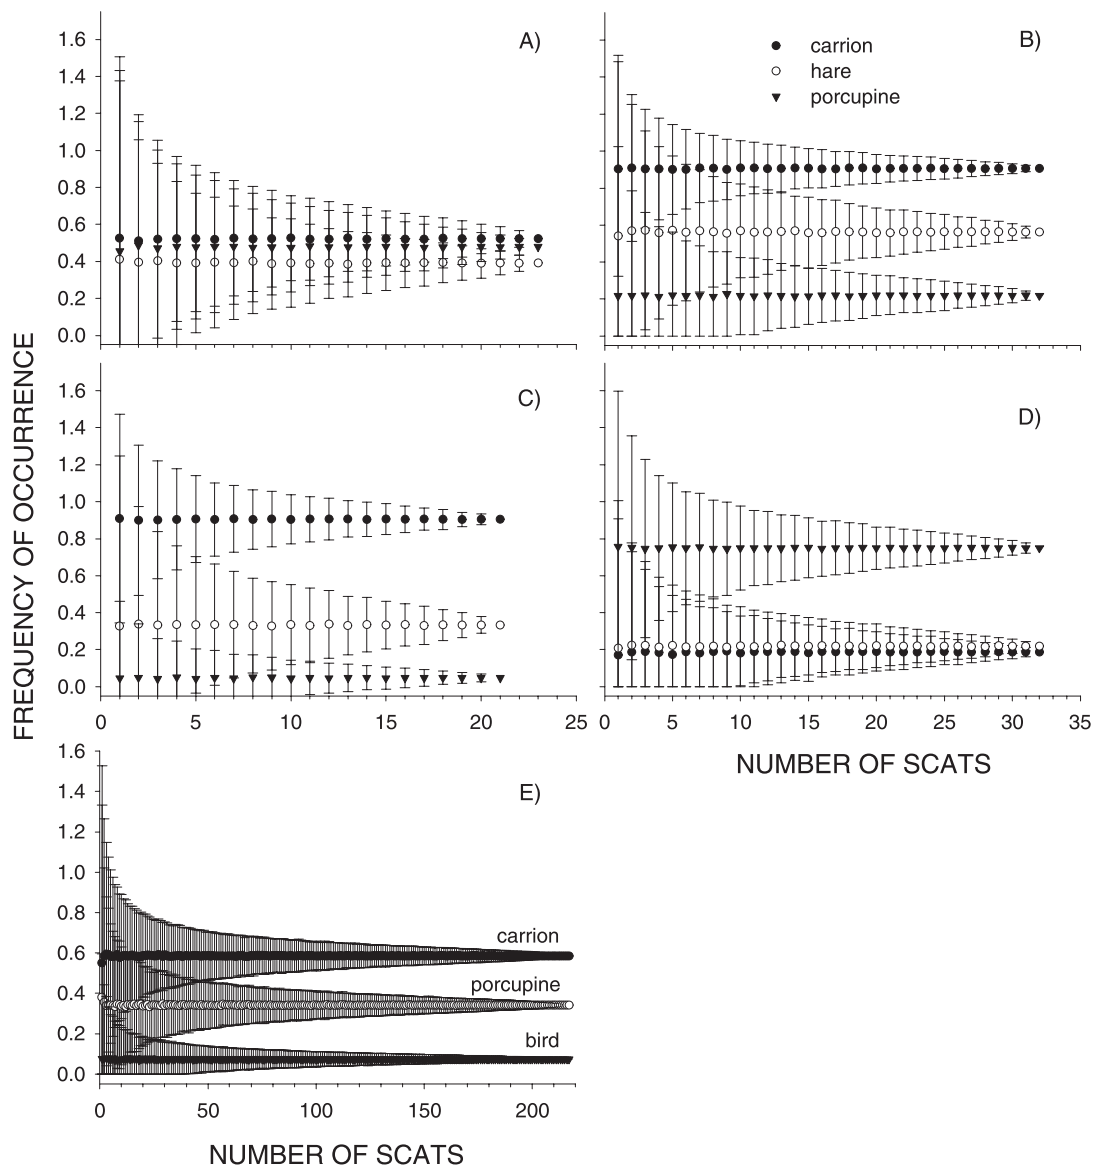 A)
1.6
1.4
1.2
1.0
0.8
0.6
0.4
0.2
0.0
B)
carrion
hare
porcupine
FREQUENCY OF OCCURRENCE
C)
1.6
1.4
1.2
1.0
0.8
0.6
0.4
0.2
0.0
0 5 10 15 20 25
D)
0 5 10 15 20 25 30 35
NUMBER OF SCATS
E)
1.6
1.4
1.2
1.0
0.8
0.6
0.4
0.2
0.0
carrion
porcupine
bird
0 50 100 150 200
NUMBER OF SCATS